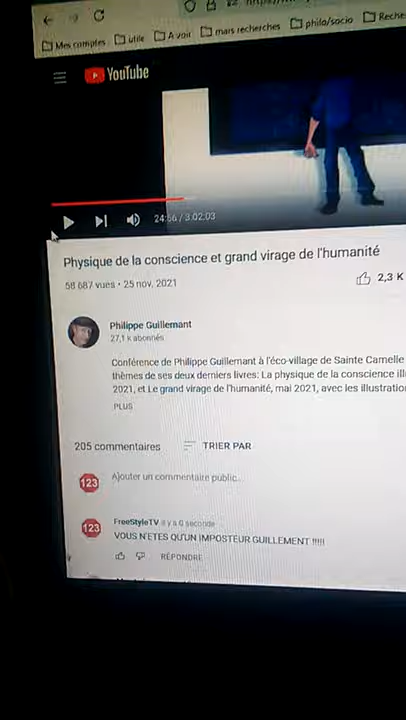 Mes comptes utile A voir mars recherches philo/socio Reche
YouTube
24:56 / 3:02:03
Physique de la conscience et grand virage de l'humanité
58 687 vues • 25 nov. 2021
2,3 K
Philippe Guillemant
27,1 k abonnés
Conférence de Philippe Guillemant à l'éco-village de Sainte Camelle
thèmes de ses deux derniers livres: La physique de la conscience ill
2021, et Le grand virage de l'humanité, mai 2021, avec les illustratio
PLUS
205 commentaires TRIER PAR
123 Ajouter un commentaire public...
123 FreeStyleTV il y a 0 seconde
VOUS N'ETES QU'UN IMPOSTEUR GUILLEMENT !!!!!
RÉPONDRE